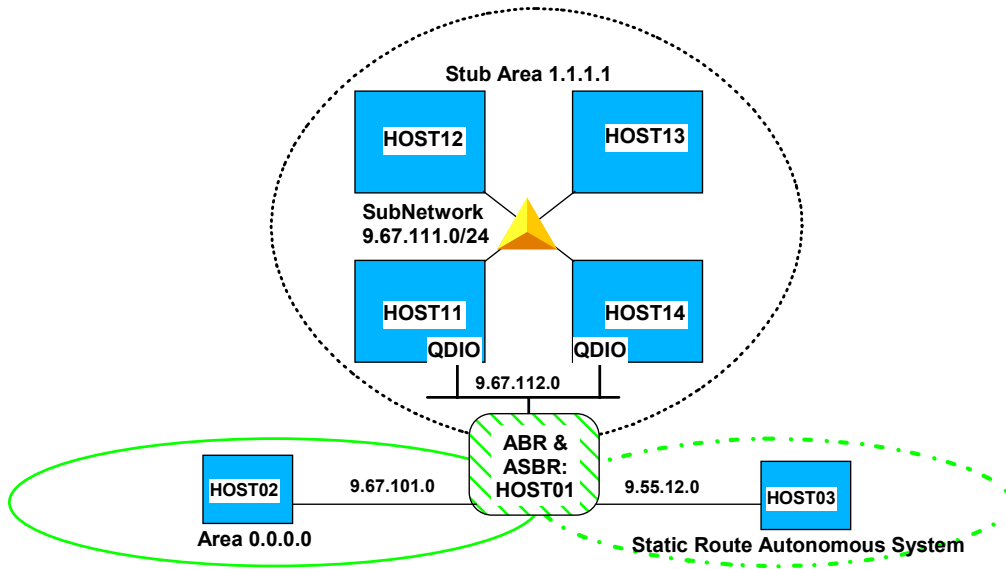 Stub Area 1.1.1.1
HOST12
HOST13
SubNetwork
9.67.111.0/24
HOST11
HOST14
QDIO
QDIO
9.67.112.0
ABR &
ASBR:
HOST01
HOST02
9.67.101.0
9.55.12.0
HOST03
Area 0.0.0.0
Static Route Autonomous System